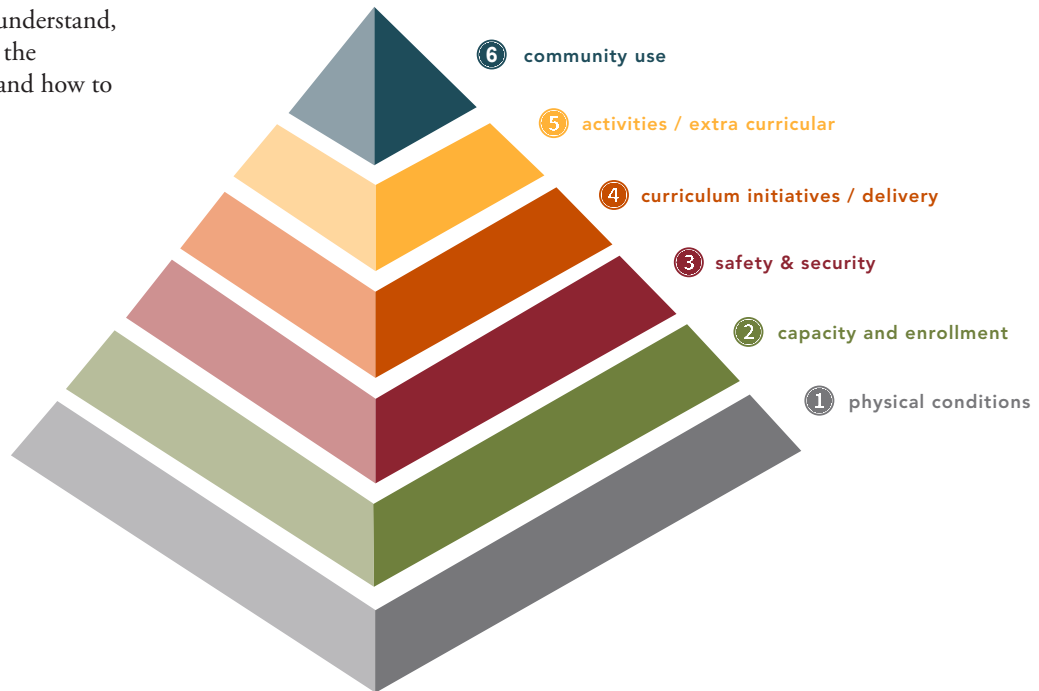 understand,
the
and how to
6 community use
5 activities / extra curricular
4 curriculum initiatives / delivery
3 safety & security
2 capacity and enrollment
1 physical conditions